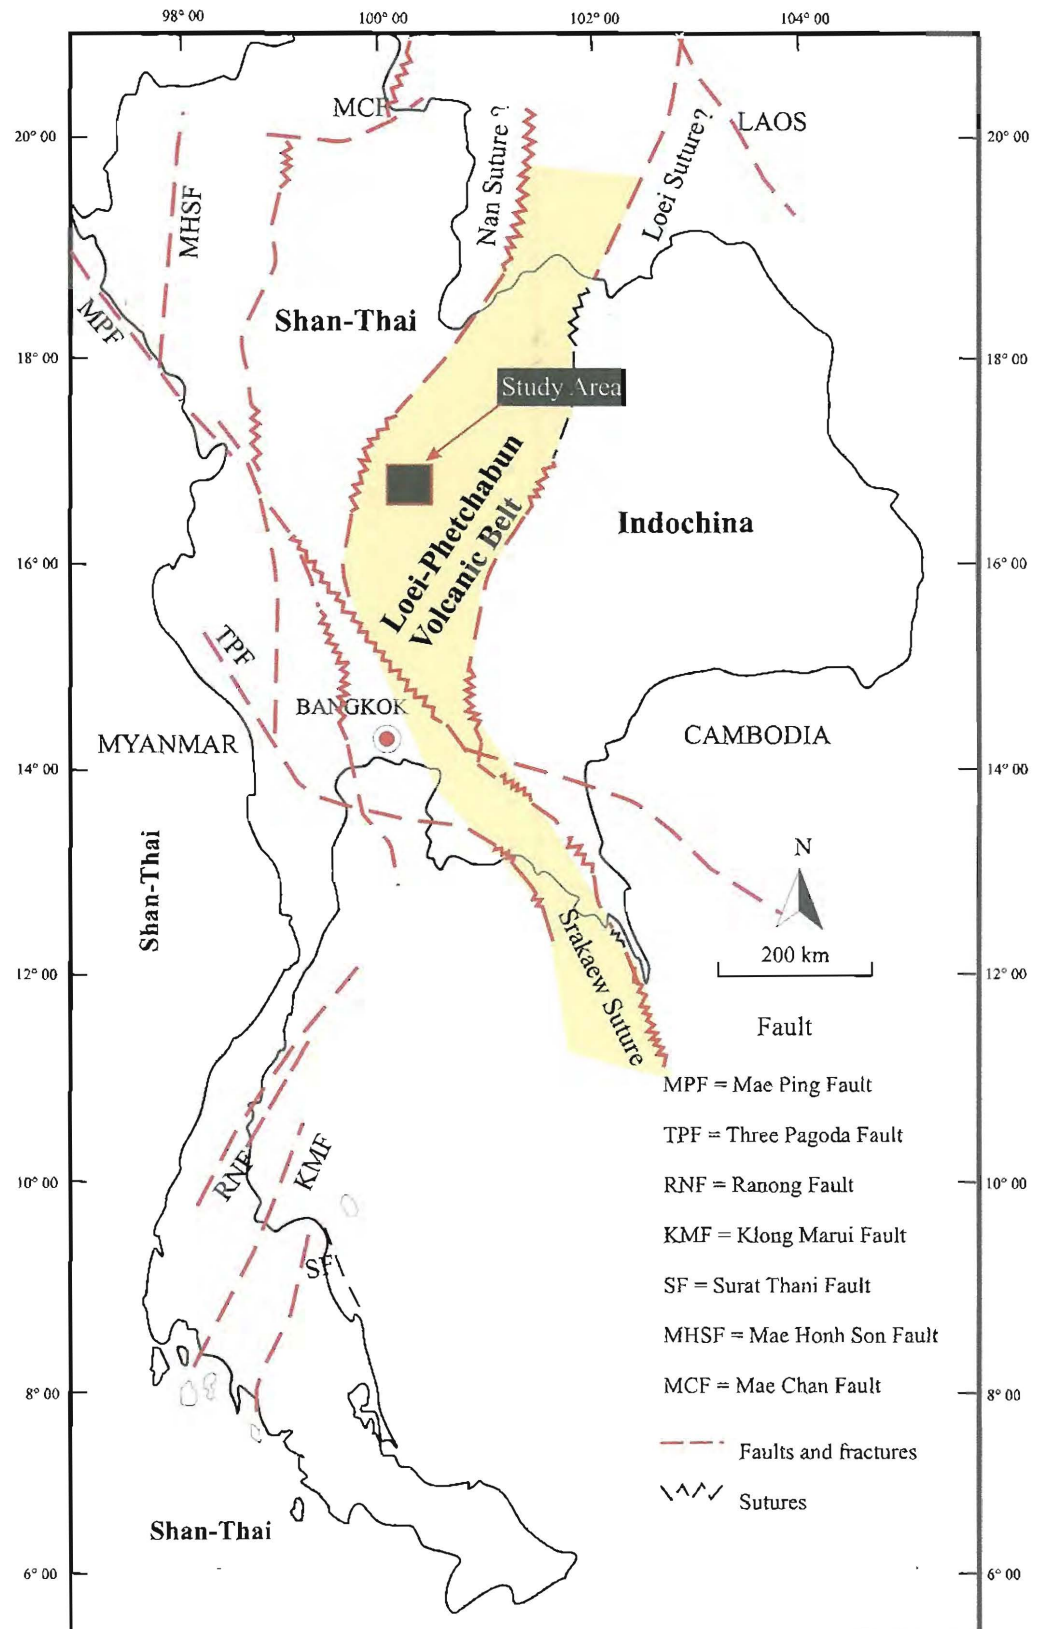 98° 00
100° 00
102° 00
104° 00
MCF
LAOS
20° 00
20° 00
Nan Suture ?
Loei Suture?
MHSF
MPF
Shan-Thai
18° 00
18° 00
Study Area
Loei-Phetchabun
Volcanic Belt
Indochina
16° 00
16° 00
TPF
BANGKOK
MYANMAR
CAMBODIA
14° 00
14° 00
Shan-Thai
N
200 km
Srakaew Suture
12° 00
12° 00
Fault
MPF = Mae Ping Fault
TPF = Three Pagoda Fault
RNF
KMF
10° 00
10° 00
RNF = Ranong Fault
KMF = Klong Marui Fault
SF
SF = Surat Thani Fault
MHSF = Mae Honh Son Fault
8° 00
8° 00
MCF = Mae Chan Fault
Faults and fractures
Sutures
Shan-Thai
6° 00
6° 00